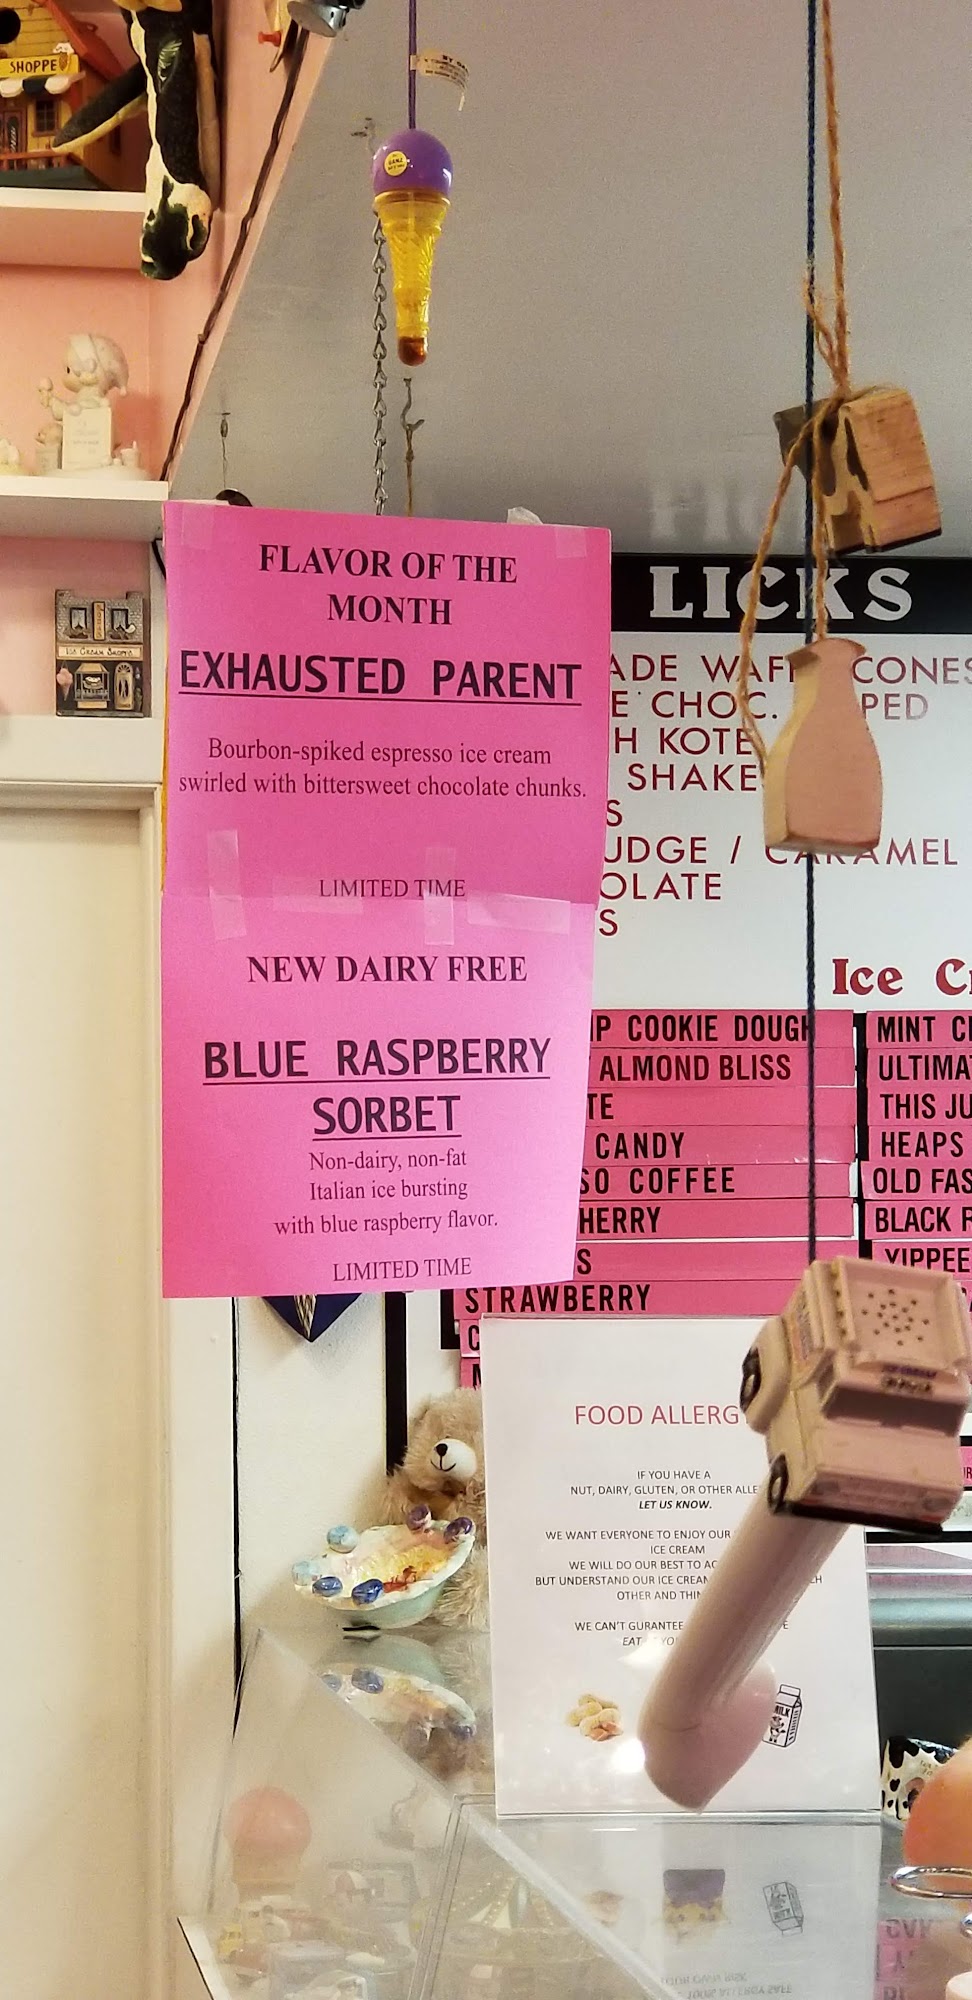 SHOPPE
FLAVOR OF THE
MONTH
EXHAUSTED PARENT
Bourbon-spiked espresso ice cream
swirled with bittersweet chocolate chunks.
LIMITED TIME
NEW DAIRY FREE
BLUE RASPBERRY
SORBET
Non-dairy, non-fat
Italian ice bursting
with blue raspberry flavor.
LIMITED TIME
LICKS
CONES
CHOC.
KOTE
SHAKE
UDGE / CARAMEL
OLATE
S
Ice
COOKIE DOUGH
ALMOND BLISS
TE
CANDY
SO COFFEE
HERRY
S
STRAWBERRY
MINT
ULTIMA
THIS JU
HEAPS
OLD FAS
BLACK R
YIPPEE
FOOD ALLERG
IF YOU HAVE A
NUT, DAIRY, GLUTEN, OR OTHER ALLE
LET US KNOW.
WE WANT EVERYONE TO ENJOY OUR
ICE CREAM
WE WILL DO OUR BEST TO AC
BUT UNDERSTAND OUR ICE CREAM
OTHER AND THIN
WE CAN'T GURANTEE
EAT
MILK